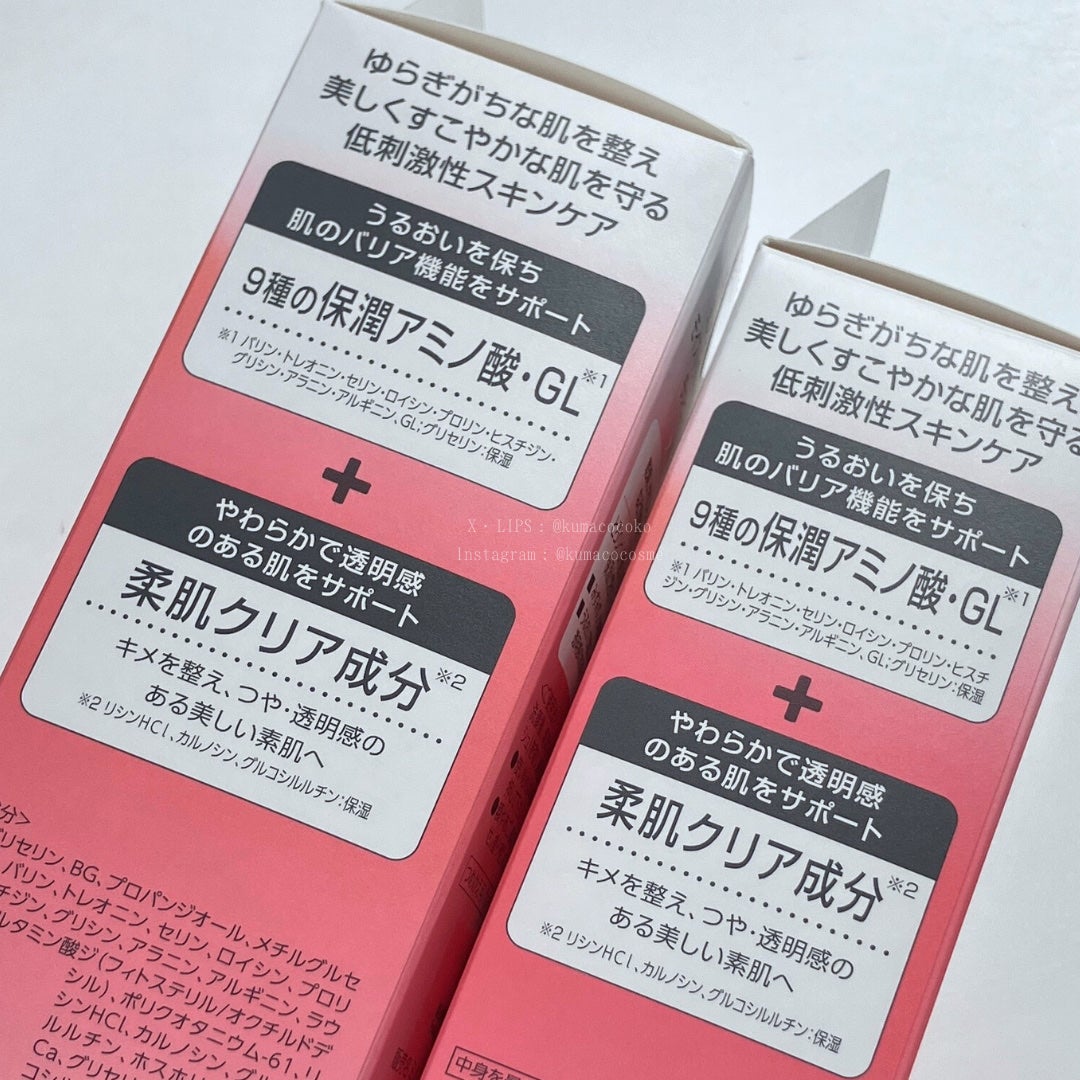 ゆらぎがちな肌を整え
美しくすこやかな肌を守る
低刺激性スキンケア
うるおいを保ち
肌のバリア機能をサポート
9種の保潤アミノ酸・GL※1
※1 バリン・トレオニン・セリン・ロイシン・プロリン・ヒスチジン・
グリシン・アラニン・アルギニン、GL;グリセリン:保湿
+
やわらかで透明感
のある肌をサポート
柔肌クリア成分※2
キメを整え、つや・透明感の
ある美しい素肌へ
※2 リシンHCl、カルノシン、グルコシルルチン:保湿
分>
リセリン、BG、プロパンジオール、メチルグルセ
バリン、トレオニン、セリン、ロイシン、プロリ
チジン、グリシン、アラニン、アルギニン、ラウ
ルタミン酸ジ(フィトステリル/オクチルドデ
シル)、ポリクオタニウム-61、リ
シンHCl、カルノシン、グル
ルルチン、ホスホリ
Ca、グリセリ
ゆらぎがちな肌を整え
美しくすこやかな肌を守る
低刺激性スキンケア
うるおいを保ち
肌のバリア機能をサポート
9種の保潤アミノ酸・GL※1
※1 バリン・トレオニン・セリン・ロイシン・プロリン・ヒスチ
ジン・グリシン・アラニン・アルギニン、GL;グリセリン:保湿
+
やわらかで透明感
のある肌をサポート
柔肌クリア成分※2
キメを整え、つや・透明感の
ある美しい素肌へ
※2 リシンHCl、カルノシン、グルコシルルチン:保湿
中身を
X・LIPS：@kumacocoko
Instagram：@kumacocosme